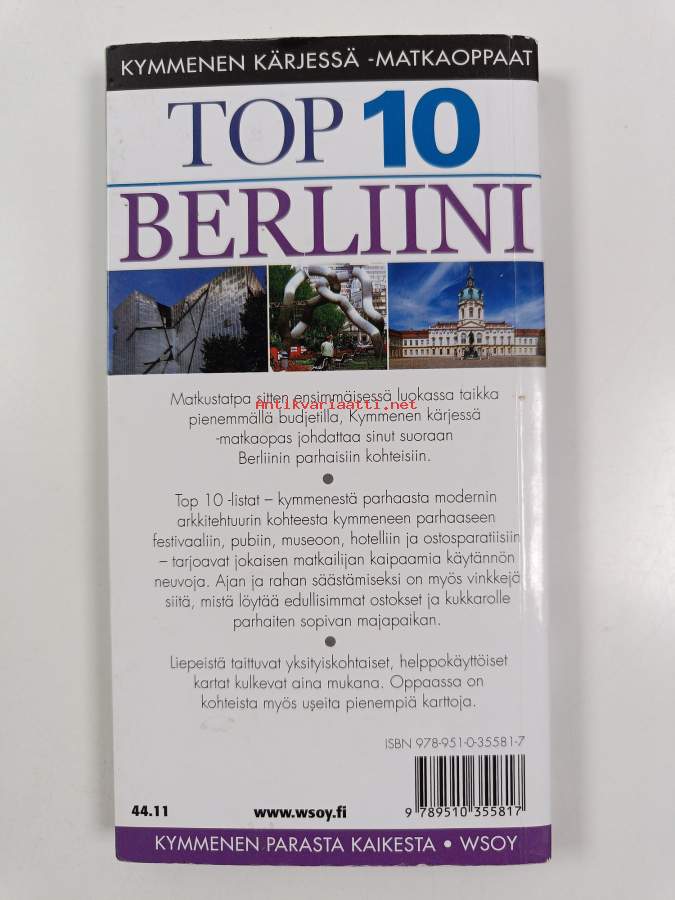 KYMMENEN KÄRJESSÄ -MATKAOPPAAT
TOP 10
BERLIINI
Matkustatpa sitten ensimmäisessä luokassa taikka
Antikvariaatti.net
pienemmällä budjetilla, Kymmenen kärjessä
-matkaopas johdattaa sinut suoraan
Berliinin parhaisiin kohteisiin.
Top 10 -listat – kymmenestä parhaasta modernin
arkkitehtuurin kohteesta kymmeneen parhaaseen
festivaaliin, pubiin, museoon, hotelliin ja ostosparatiisiin
– tarjoavat jokaisen matkailijan kaipaamia käytännön
neuvoja. Ajan ja rahan säästämiseksi on myös vinkkejä
siitä, mistä löytää edullisimmat ostokset ja kukkarolle
parhaiten sopivan majapaikan.
Liepeistä taittuvat yksityiskohtaiset, helppokäyttöiset
kartat kulkevat aina mukana. Oppaassa on
kohteista myös useita pienempiä karttoja.
ISBN 978-951-0-35581-7
9 789510 355817
44.11
www.wsoy.fi
KYMMENEN PARASTA KAIKESTA • WSOY